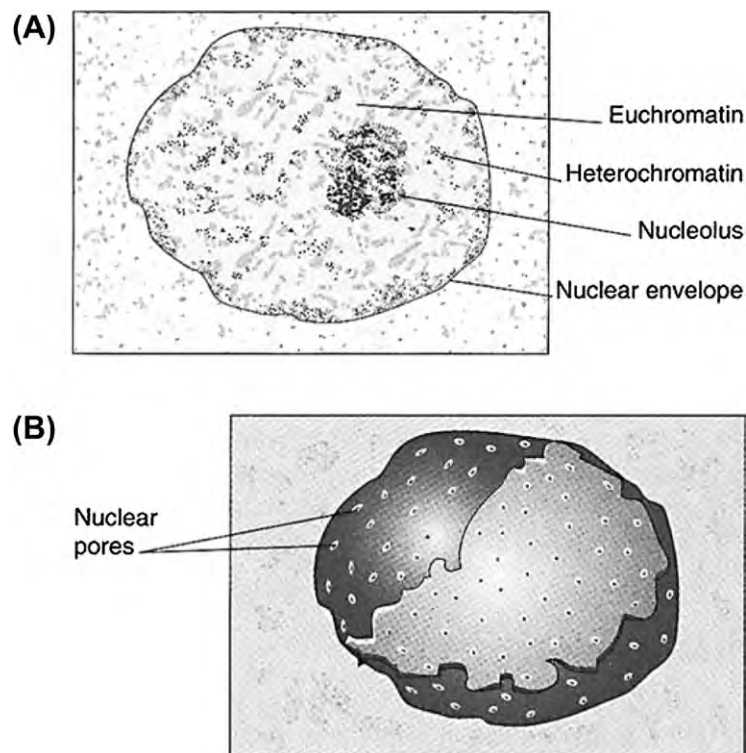 (A)
Euchromatin
Heterochromatin
Nucleolus
Nuclear envelope
(B)
Nuclear
pores